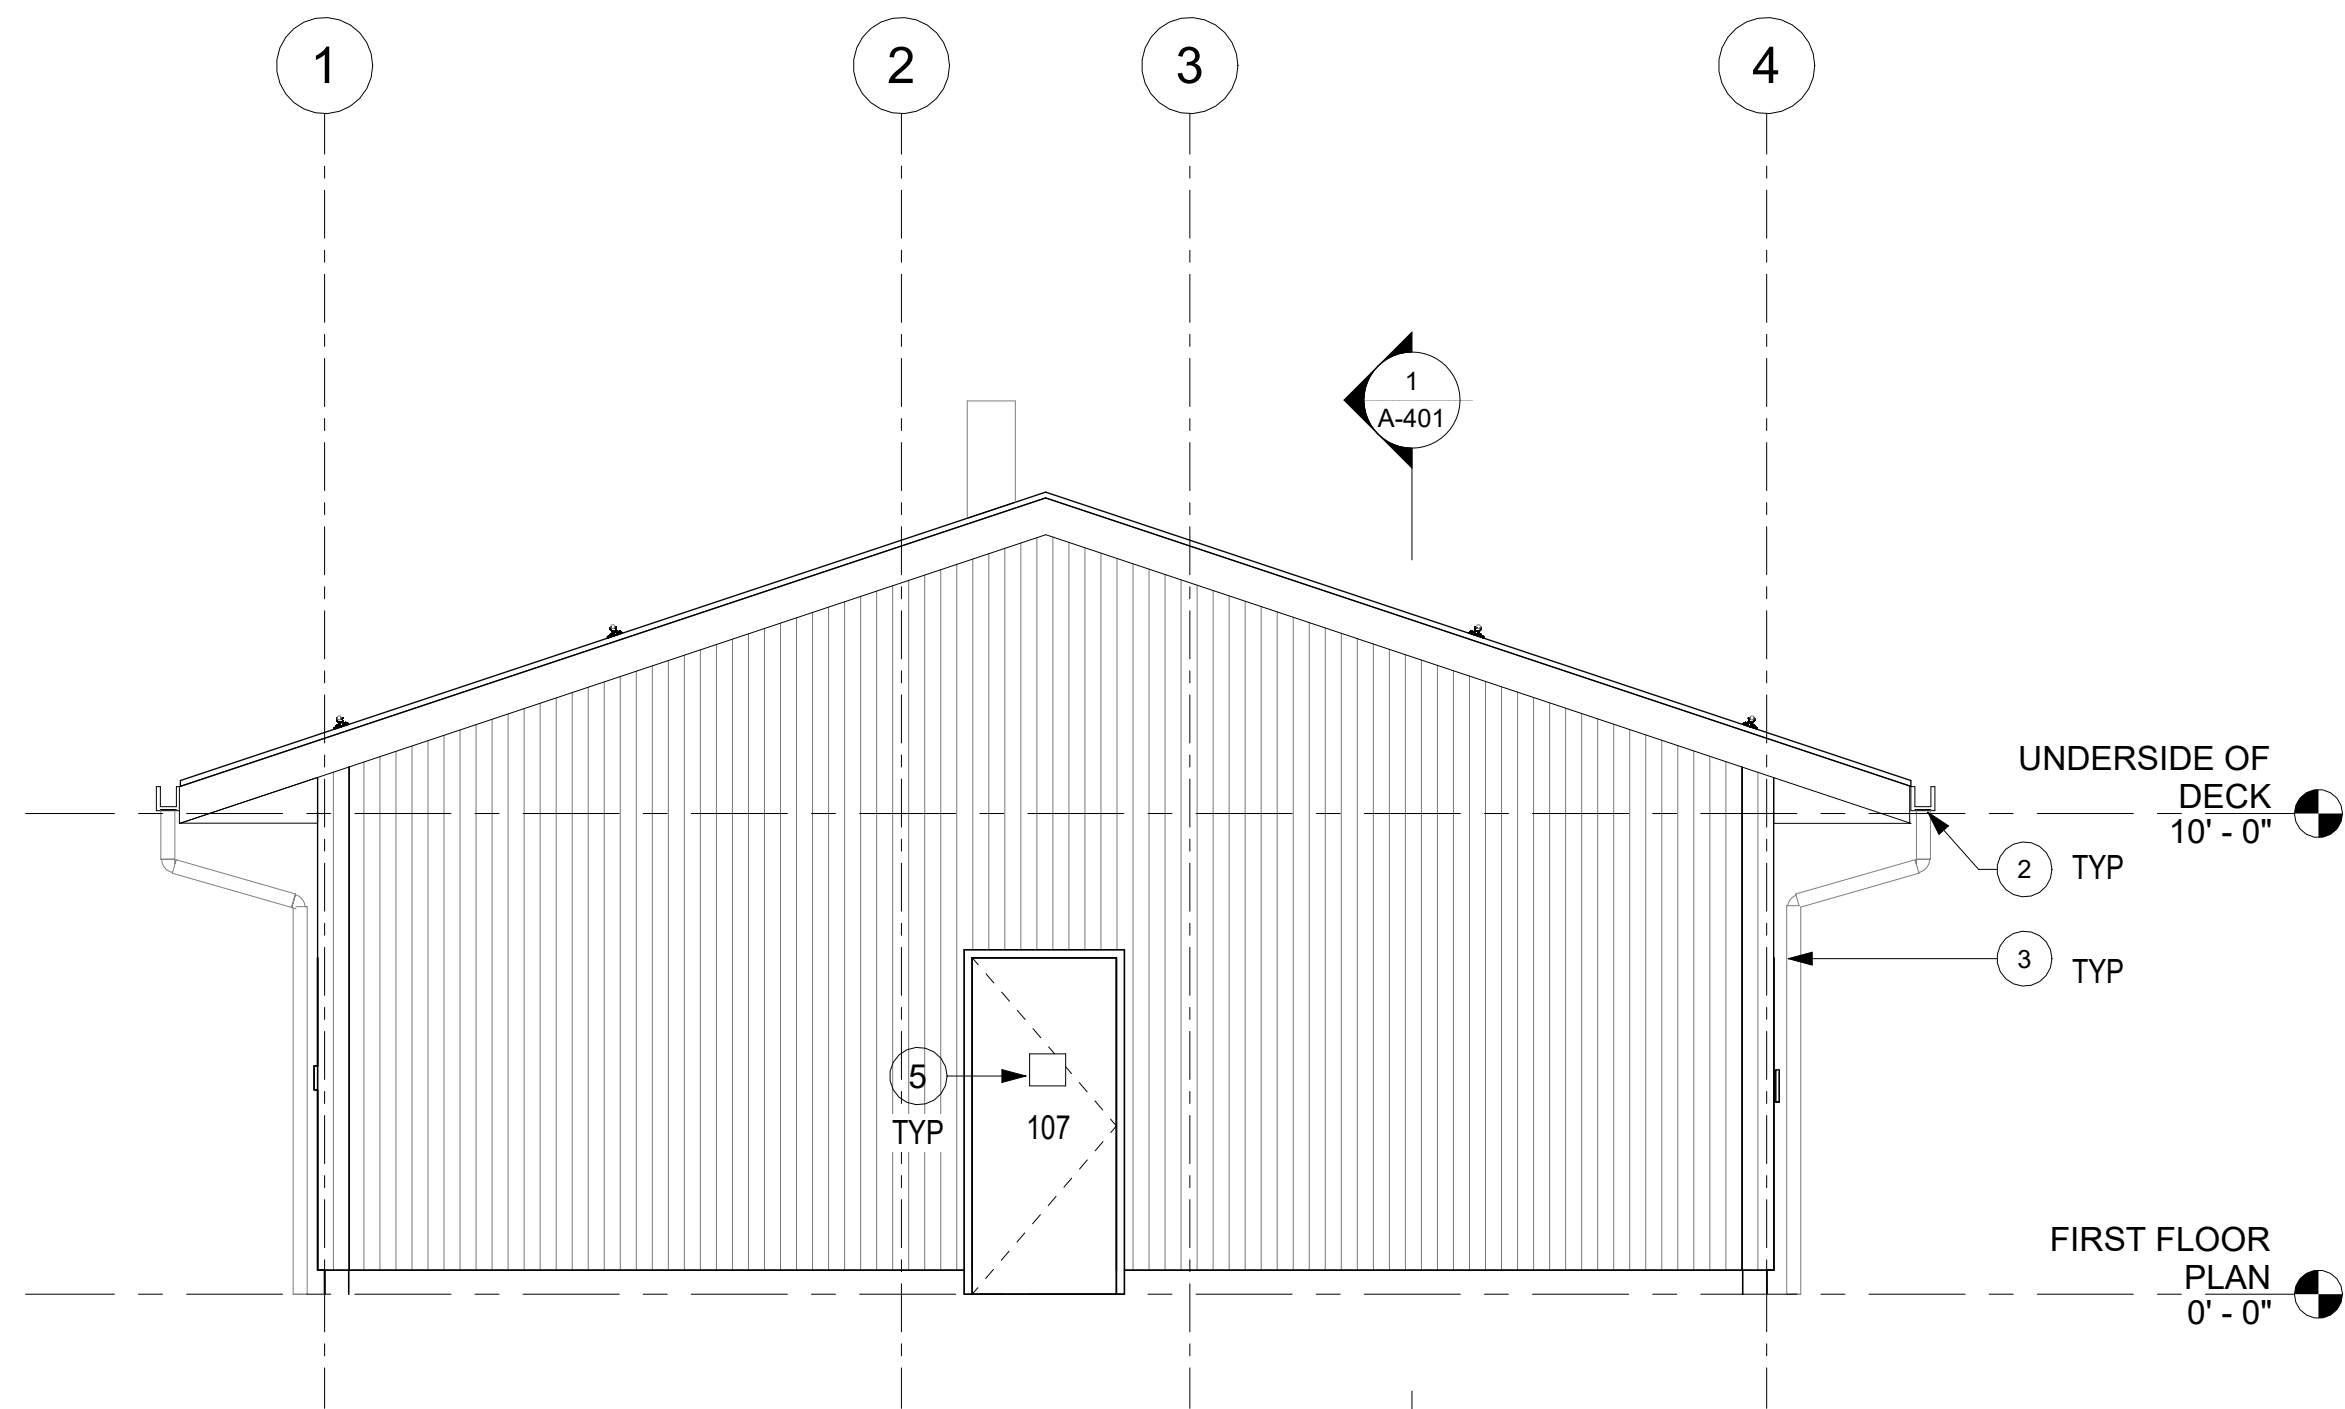 1
2
3
4
1
A-401
UNDERSIDE OF
DECK
10' - 0"
2 TYP
3 TYP
5
TYP
107
FIRST FLOOR
PLAN
0' - 0"